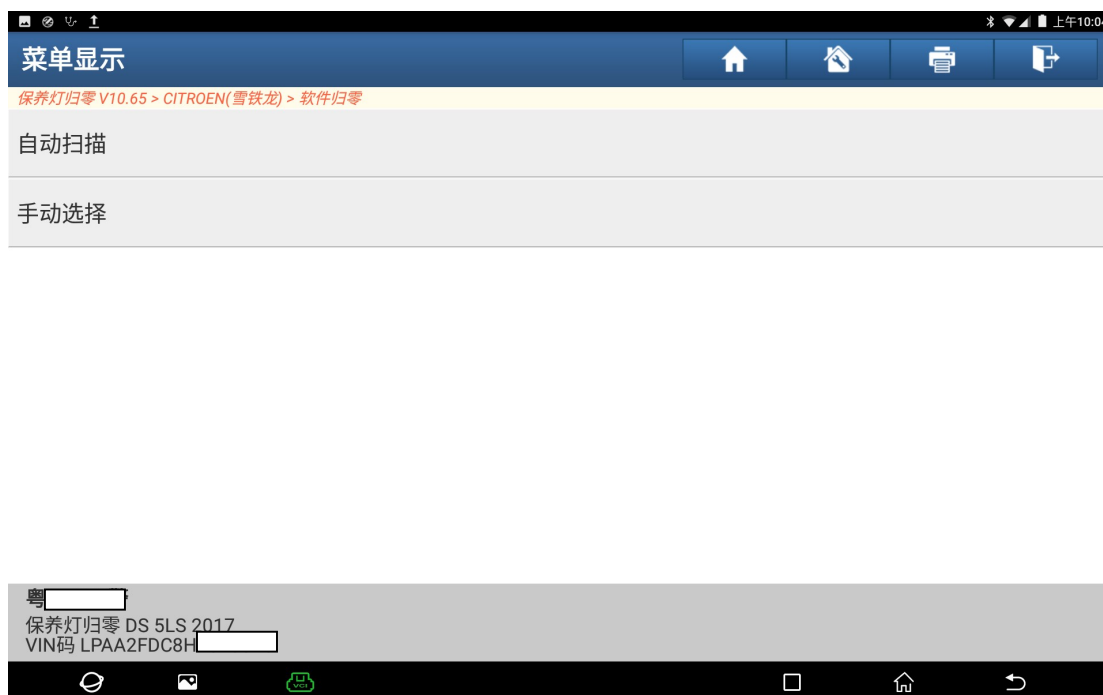 上午10:04
菜单显示
保养灯归零 V10.65 > CITROEN(雪铁龙) > 软件归零
自动扫描
手动选择
粤
保养灯归零 DS 5LS 2017
VIN码 LPAA2FDC8H
VCI